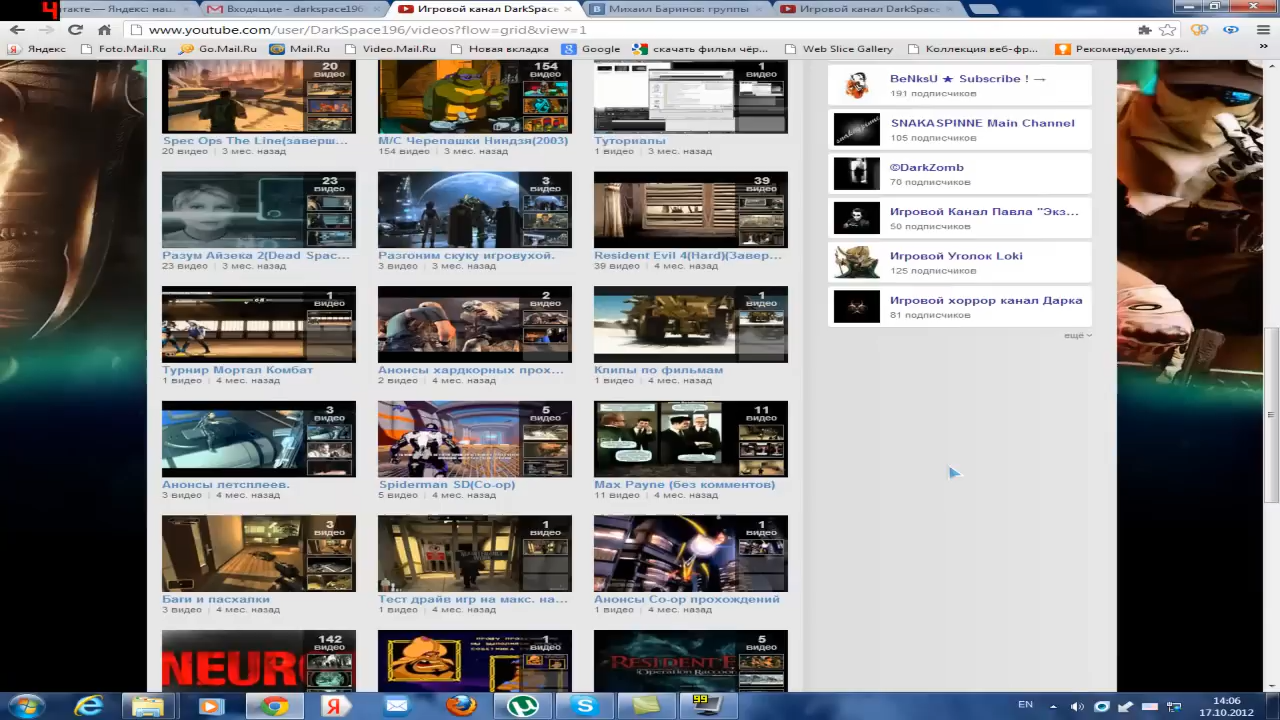 4
нтакте — Яндекс: наш...
Входящие - darkspace196
Игровой канал DarkSpace
Михаил Баринов: группы
Игровой канал DarkSpac
www.youtube.com/user/DarkSpace196/videos?flow=grid&view=1
Яндекс
Foto.Mail.Ru
Go.Mail.Ru
Mail.Ru
Video.Mail.Ru
Новая вкладка
Google
скачать фильм чёр...
Web Slice Gallery
Коллекция веб-фр...
Рекомендуемые уз...
20
видео
154
видео
1
видео
Spec Ops The Line(заверш...
М/С Черепашки Ниндзя(2003)
Туториалы
20 видео | 3 мес. назад
154 видео | 3 мес. назад
1 видео | 3 мес. назад
23
видео
3
видео
39
видео
Разум Айзека 2(Dead Spac...
Разгоним скуку игровухой.
Resident Evil 4(Hard)(Завер...
23 видео | 3 мес. назад
3 видео | 3 мес. назад
39 видео | 4 мес. назад
1
видео
2
видео
1
видео
Турнир Мортал Комбат
Анонсы хардкорных прох...
Клипы по фильмам
1 видео | 4 мес. назад
2 видео | 4 мес. назад
1 видео | 4 мес. назад
3
видео
5
видео
11
видео
Анонсы летсплеев.
Spiderman SD(Co-op)
Max Payne (без комментов)
3 видео | 4 мес. назад
5 видео | 4 мес. назад
11 видео | 4 мес. назад
3
видео
1
видео
1
видео
Баги и пасхалки
Тест драйв игр на макс. на...
Анонсы Co-op прохождений
3 видео | 4 мес. назад
1 видео | 4 мес. назад
1 видео | 4 мес. назад
142
видео
1
видео
5
видео
NEUR
RESIDENT E
Operation Raccoon
BeNksU ★ Subscribe ! →
191 подписчиков
SNAKASPINNE Main Channel
105 подписчиков
©DarkZomb
70 подписчиков
Игровой Канал Павла "Экз...
50 подписчиков
Игровой Уголок Loki
125 подписчиков
Игровой хоррор канал Дарка
81 подписчиков
ещё
EN
14:06
17.10.2012